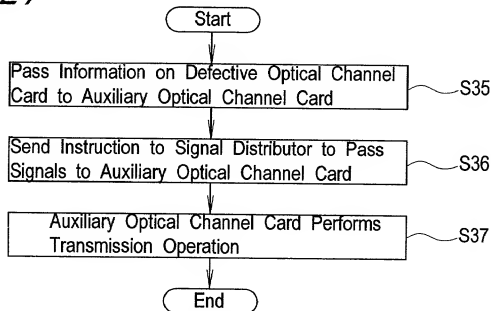 Start
Pass Information on Defective Optical Channel
Card to Auxiliary Optical Channel Card
S35
Send Instruction to Signal Distributor to Pass
Signals to Auxiliary Optical Channel Card
S36
Auxiliary Optical Channel Card Performs
Transmission Operation
S37
End